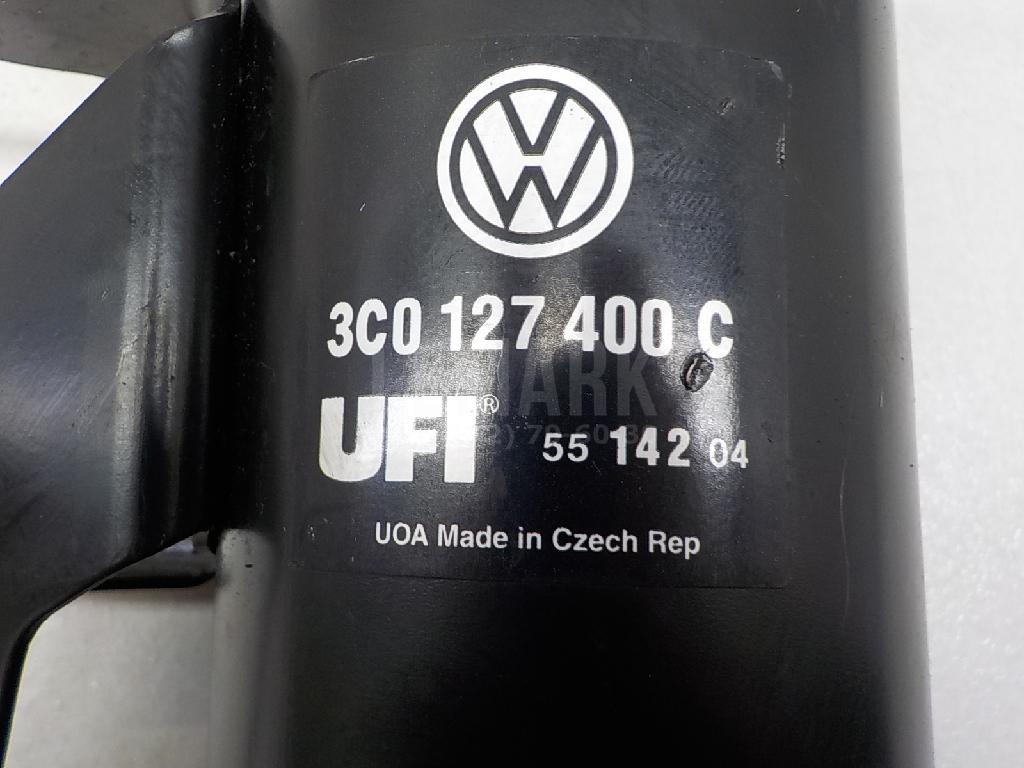 3C0 127 400 C
UFI® 55 142 04
UOA Made in Czech Rep